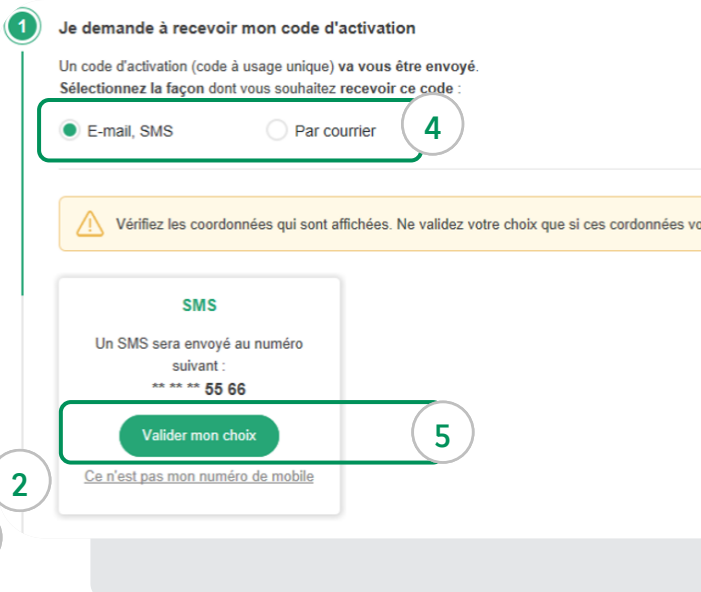 1
Je demande à recevoir mon code d'activation
Un code d'activation (code à usage unique) va vous être envoyé.
Sélectionnez la façon dont vous souhaitez recevoir ce code :
E-mail, SMS
Par courrier
4
Vérifiez les coordonnées qui sont affichées. Ne validez votre choix que si ces cordonnées vo
SMS
Un SMS sera envoyé au numéro
suivant :
** ** ** 55 66
Valider mon choix
5
Ce n'est pas mon numéro de mobile
2